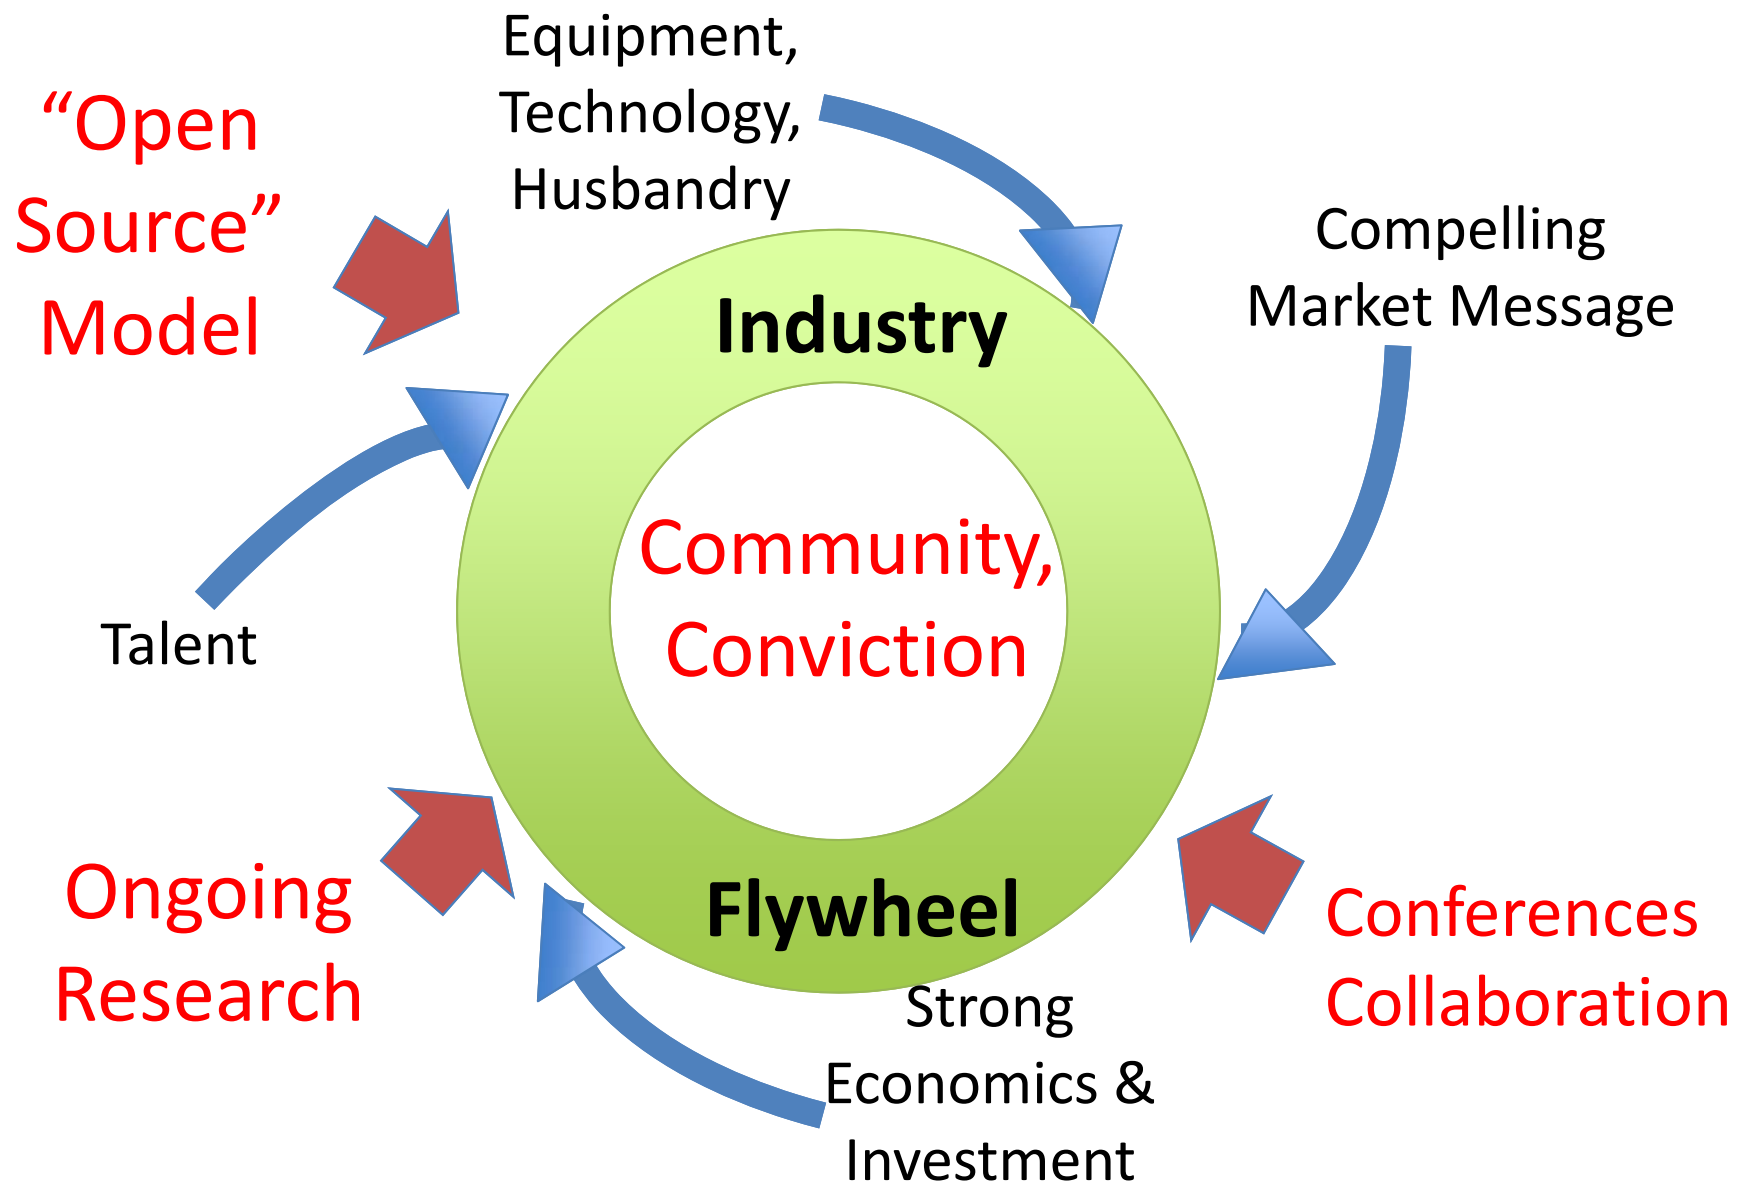 Equipment,
Technology,
Husbandry
“Open
Source”
Model
Compelling
Market Message
Industry
Community,
Conviction
Talent
Flywheel
Ongoing
Research
Conferences
Collaboration
Strong
Economics &
Investment